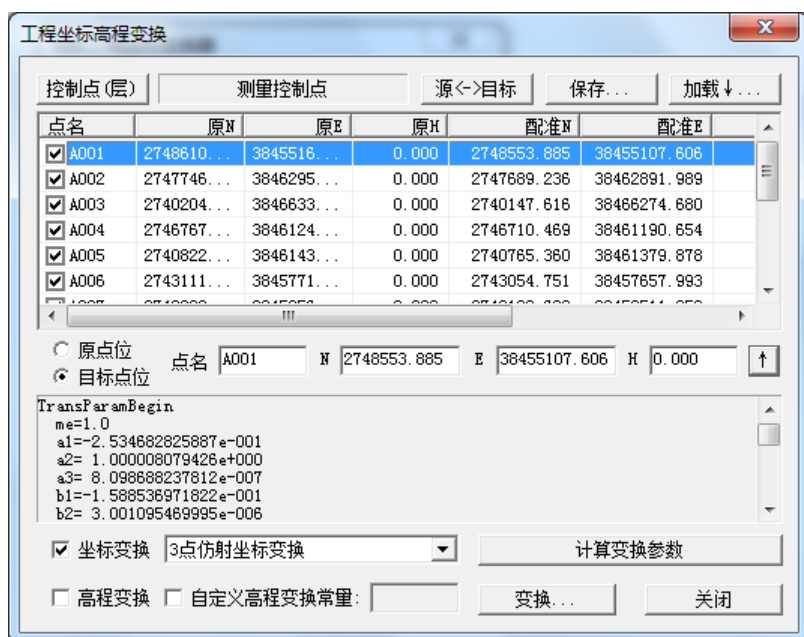 工程坐标高程变换
控制点(层) 测量控制点 源<->目标 保存... 加载↓...
点名 原N 原E 原H 配准N 配准E
A001 2748610... 3845516... 0.000 2748553.885 38455107.606
A002 2747746... 3846295... 0.000 2747689.236 38462891.989
A003 2740204... 3846633... 0.000 2740147.616 38466274.680
A004 2746767... 3846124... 0.000 2746710.469 38461190.654
A005 2740822... 3846143... 0.000 2740765.360 38461379.878
A006 2743111... 3845771... 0.000 2743054.751 38457657.993
原点位
目标点位
点名 A001 N 2748553.885 E 38455107.606 H 0.000 ↑
TransParamBegin
me=1.0
a1=-2.534682825887e-001
a2= 1.000008079426e+000
a3= 8.098688237812e-007
b1=-1.588536971822e-001
b2= 3.001095469995e-006
坐标变换 3点仿射坐标变换 计算变换参数
高程变换 自定义高程变换常量: 变换... 关闭